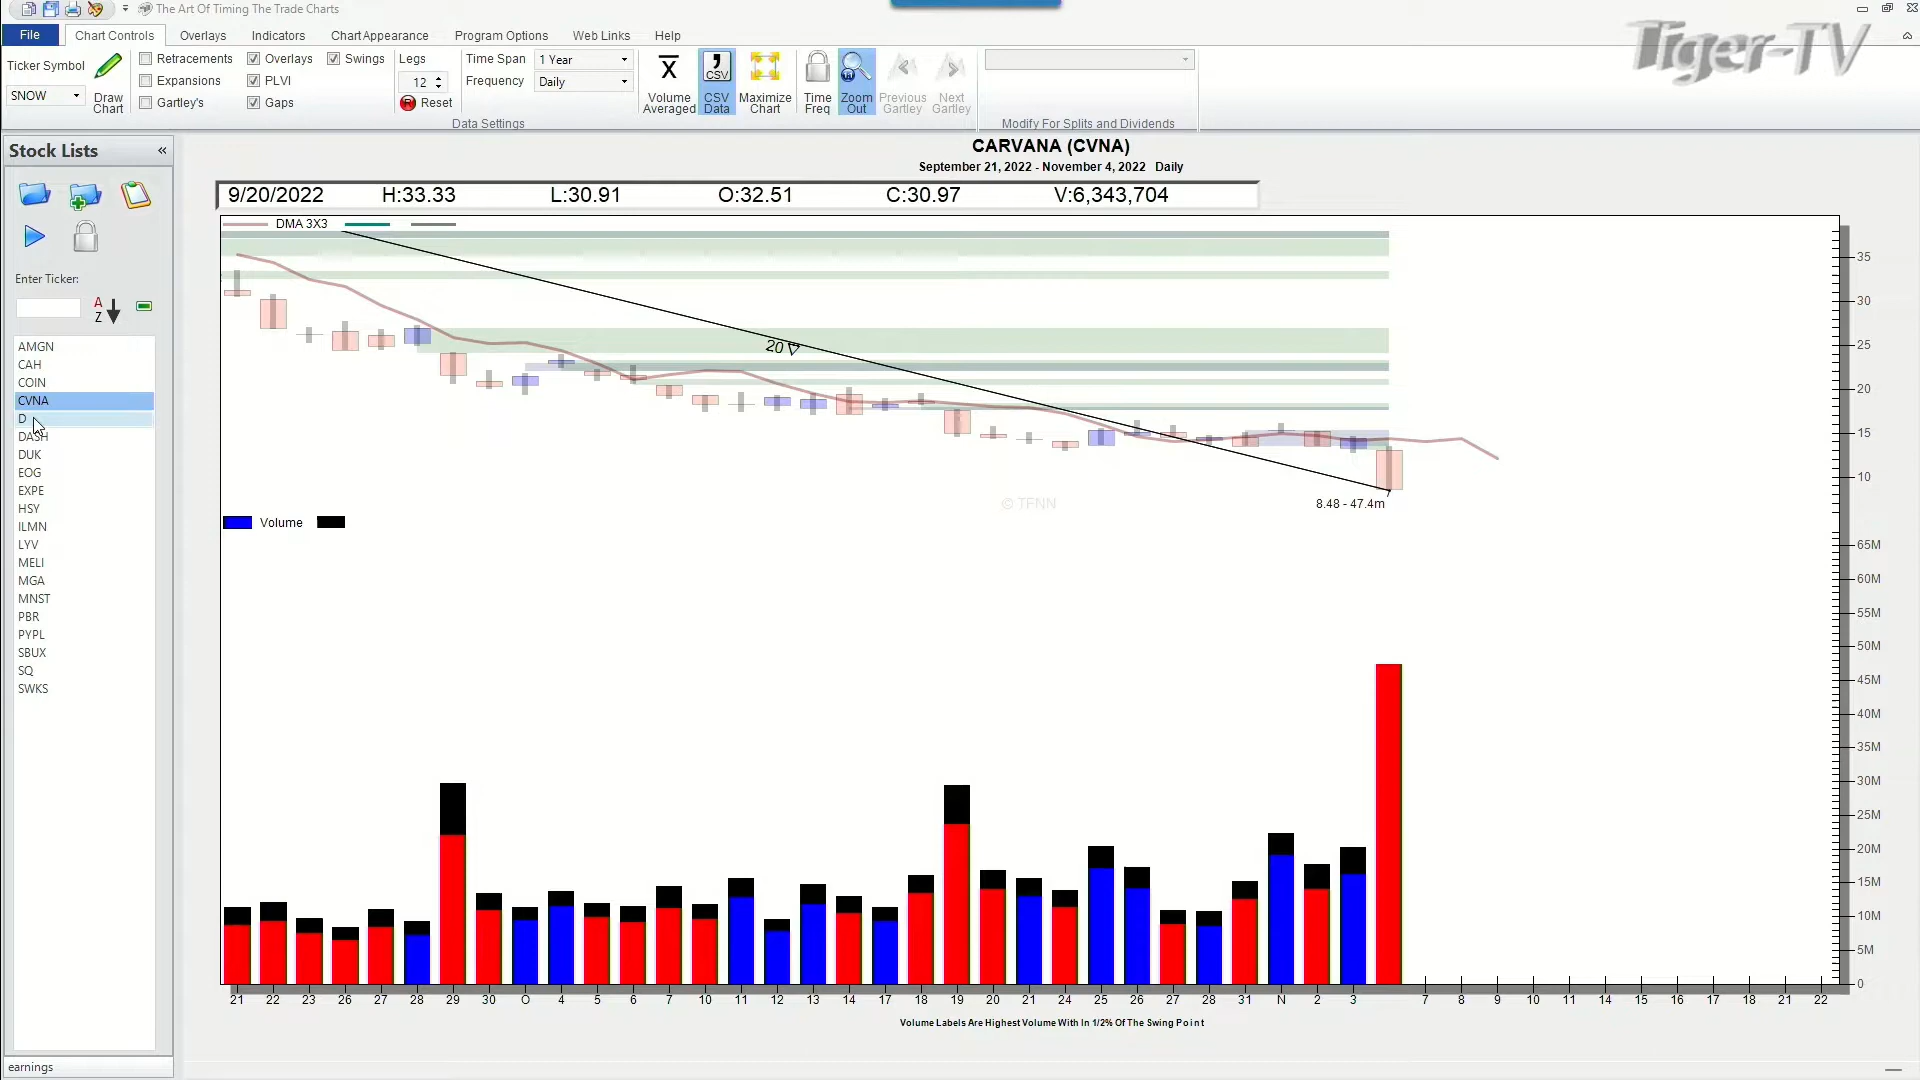 The Art Of Timing The Trade Charts
File Chart Controls Overlays Indicators Chart Appearance Program Options Web Links Help
Tiger-TV
Ticker Symbol
SNOW
Draw Chart
Retracements
Expansions
Gartley's
Overlays
PLVI
Gaps
Swings
Legs
12
Reset
Time Span 1 Year
Frequency Daily
Data Settings
Volume Averaged
CSV
CSV Data
Maximize Chart
Time Freq
Zoom Out
Previous Gartley
Next Gartley
Modify For Splits and Dividends
Stock Lists «
Enter Ticker:
A
Z
AMGN
CAH
COIN
CVNA
D
DASH
DUK
EOG
EXPE
HSY
ILMN
LYV
MELI
MGA
MNST
PBR
PYPL
SBUX
SQ
SWKS
earnings
CARVANA (CVNA)
September 21, 2022 - November 4, 2022 Daily
9/20/2022 H:33.33 L:30.91 O:32.51 C:30.97 V:6,343,704
DMA 3X3
20
35
30
25
20
15
10
8.48 - 47.4m
© TFNN
Volume
65M
60M
55M
50M
45M
40M
35M
30M
25M
20M
15M
10M
5M
0
21 22 23 26 27 28 29 30 O 4 5 6 7 10 11 12 13 14 17 18 19 20 21 24 25 26 27 28 31 N 2 3 7 8 9 10 11 14 15 16 17 18 21 22
Volume Labels Are Highest Volume With In 1/2% Of The Swing Point